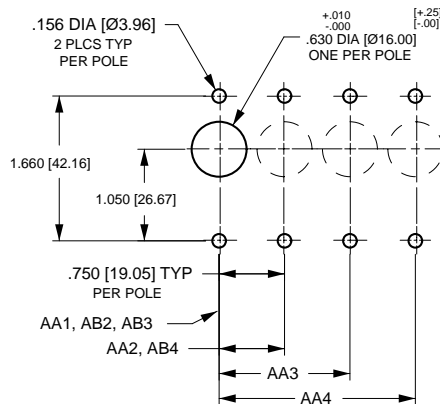 .156 DIA [Ø3.96]
2 PLCS TYP
PER POLE
+.010
-.000
[+.25]
[-.00]
.630 DIA [Ø16.00]
ONE PER POLE
1.660 [42.16]
1.050 [26.67]
.750 [19.05] TYP
PER POLE
AA1, AB2, AB3
AA2, AB4
AA3
AA4